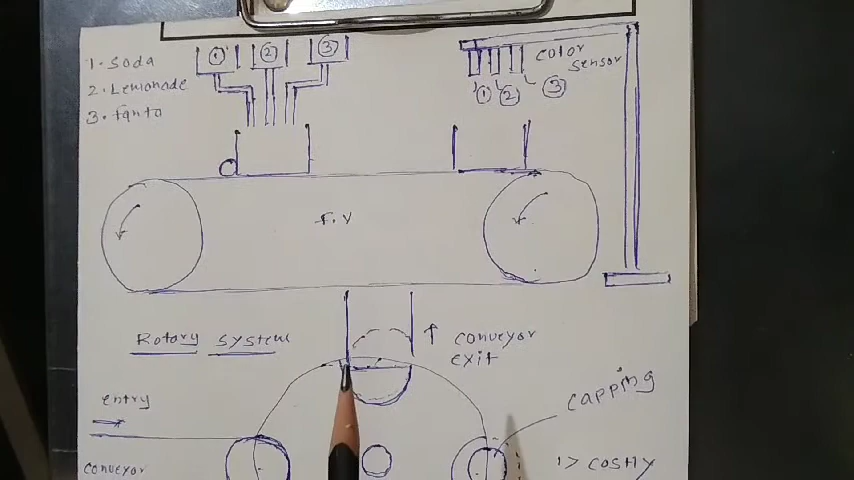 1. Soda
2. Lemonade
3. fanta
1
2
3
color
sensor
1
2
3
F.V
Rotary system
conveyor
exit
entry
conveyor
capping
1> costly